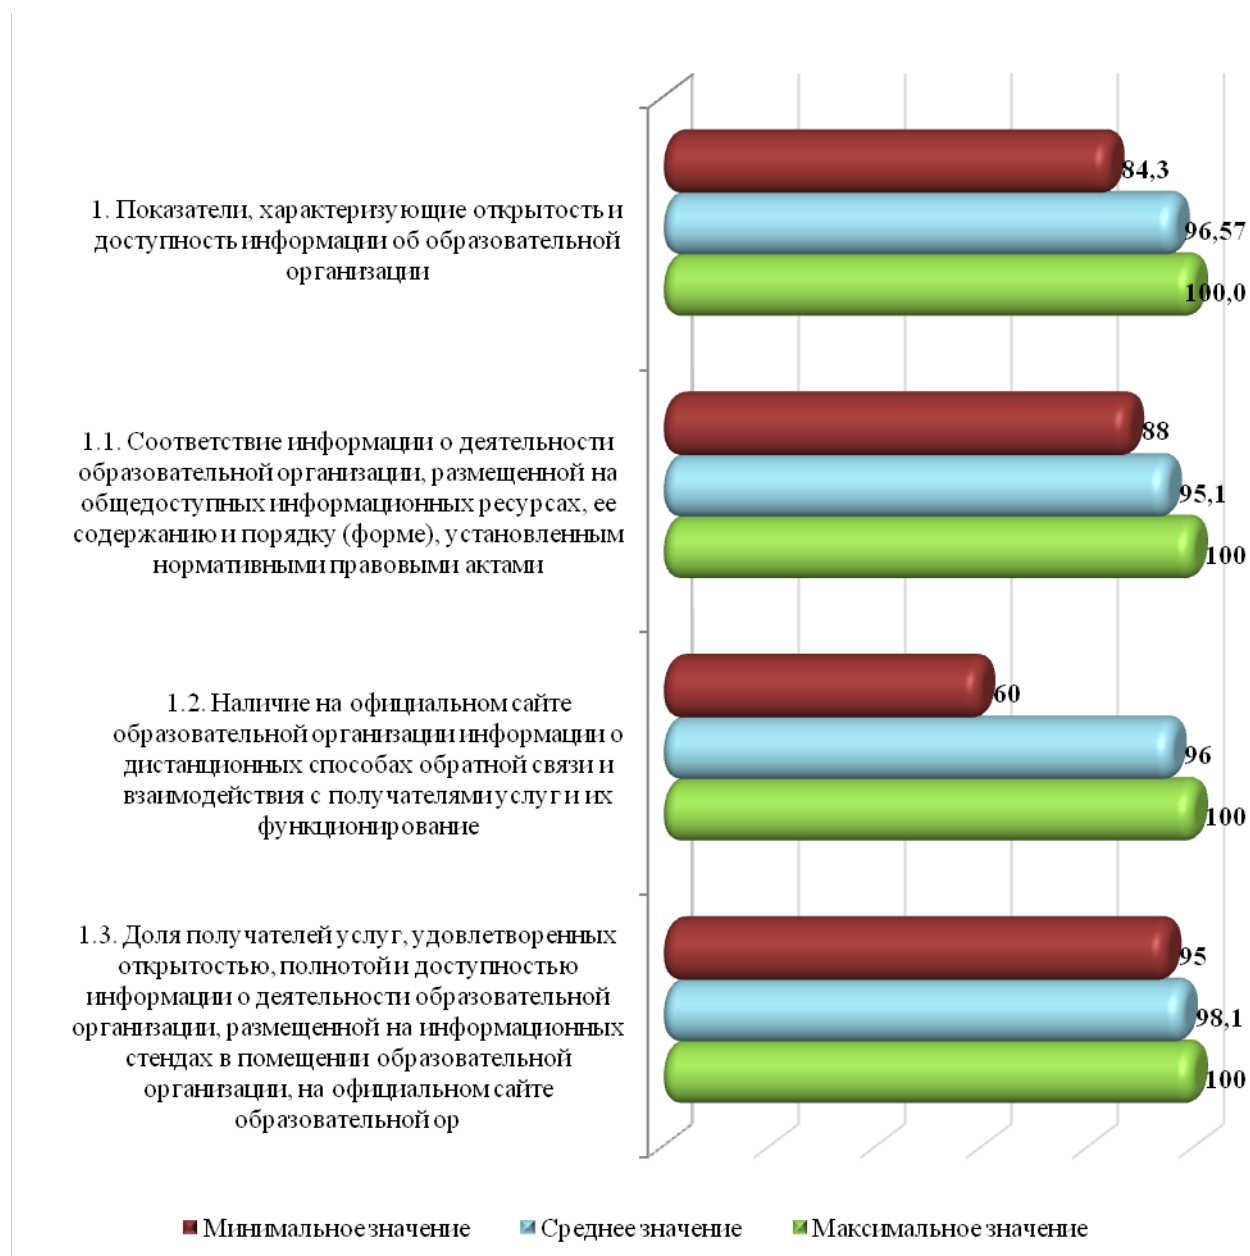 1. Показатели, характеризующие открытость и
доступность информации об образовательной
организации
84,3
96,57
100,0
1.1. Соответствие информации о деятельности
образовательной организации, размещенной на
общедоступных информационных ресурсах, ее
содержанию и порядку (форме), установленным
нормативными правовыми актами
88
95,1
100
1.2. Наличие на официальном сайте
образовательной организации информации о
дистанционных способах обратной связи и
взаимодействия с получателями услуг и их
функционирование
60
96
100
1.3. Доля получателей услуг, удовлетворенных
открытостью, полнотой и доступностью
информации о деятельности образовательной
организации, размещенной на информационных
стендах в помещении образовательной
организации, на официальном сайте
образовательной ор
95
98,1
100
Минимальное значение
Среднее значение
Максимальное значение